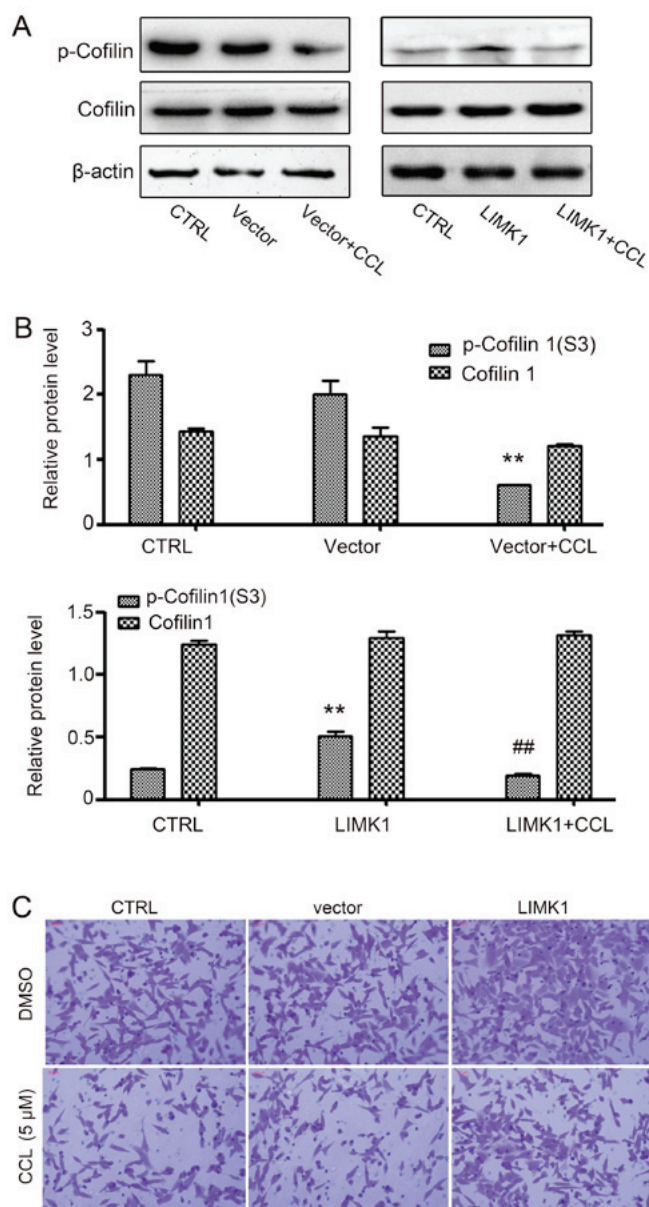 A
p-Cofilin
Cofilin
β-actin
CTRL
Vector
Vector+CCL
CTRL
LIMK1
LIMK1+CCL
B
Relative protein level
3
2
1
0
p-Cofilin 1(S3)
Cofilin 1
**
CTRL
Vector
Vector+CCL
Relative protein level
1.5
1.0
0.5
0
p-Cofilin1(S3)
Cofilin1
**
##
CTRL
LIMK1
LIMK1+CCL
C
CTRL
vector
LIMK1
DMSO
CCL (5 μM)